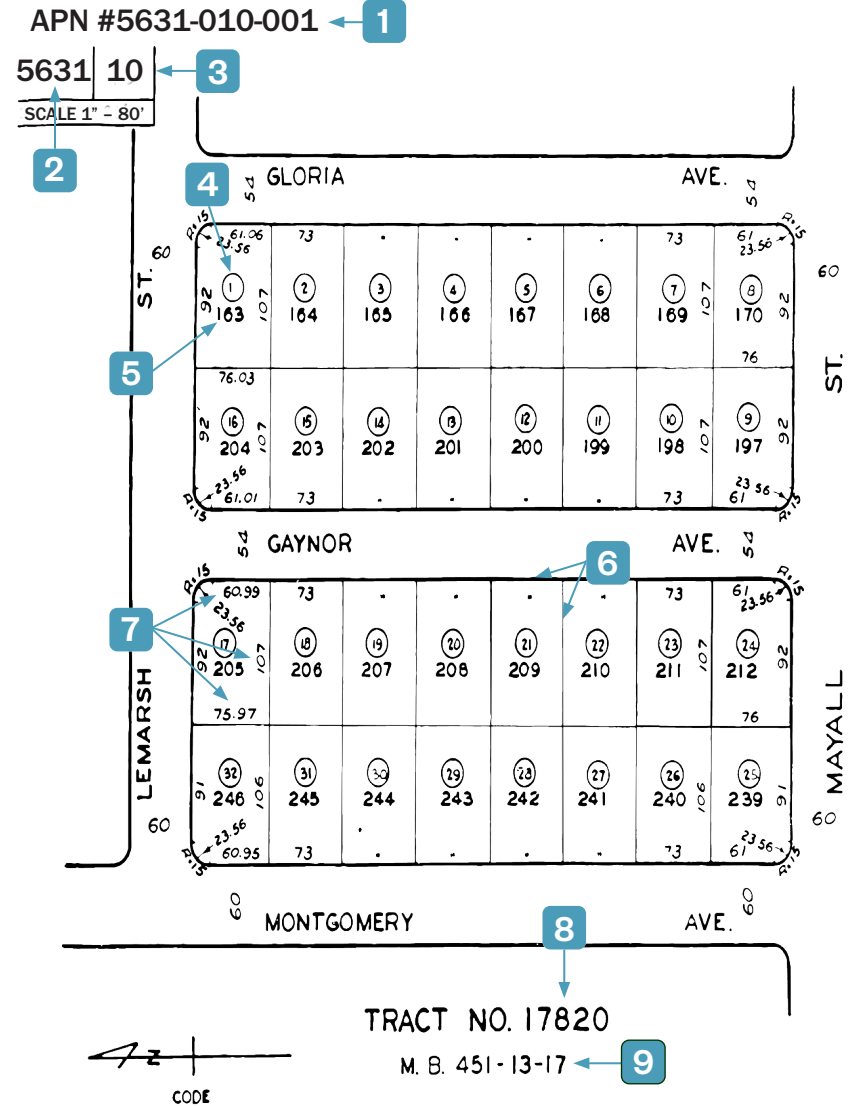 APN #5631-010-001 1
5631 10 3
SCALE 1" – 80'
2
4
54 GLORIA AVE. 54
60 R.15 61.06 73 73 61 R.15 60
23.56 23.56
ST.
92 1 107 2 3 4 5 6 7 107 8 92
163 164 165 166 167 168 169 170
5
76
ST.
76.03
92' 16 107 15 14 13 12 11 10 107 9 92
204 203 202 201 200 199 198 197
23.56 23 56
R.15 61.01 73 73 61 R.15
54 GAYNOR AVE. 54
6
R.15 60.99 73 73 61 R.15
23.56 23.56
7
92 17 107 18 19 20 21 22 23 107 24 92
205 206 207 208 209 210 211 212
75.97 76
LEMARSH
MAYALL
91 32 106 31 30 29 28 27 26 106 25 91
246 245 244 243 242 241 240 239
60 23.56 23 56 60
R.15 60.95 73 73 61 R.15
60 MONTGOMERY AVE. 60
8
TRACT NO. 17820
M. B. 451-13-17 9
Z
CODE